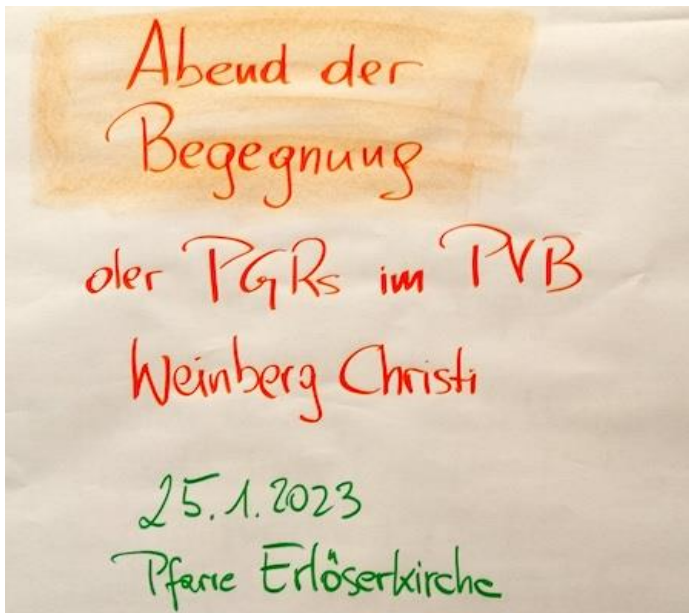 Abend der
Begegnung
der PGRs im PVB
Weinberg Christi
25.1.2023
Pfarre Erlöserkirche